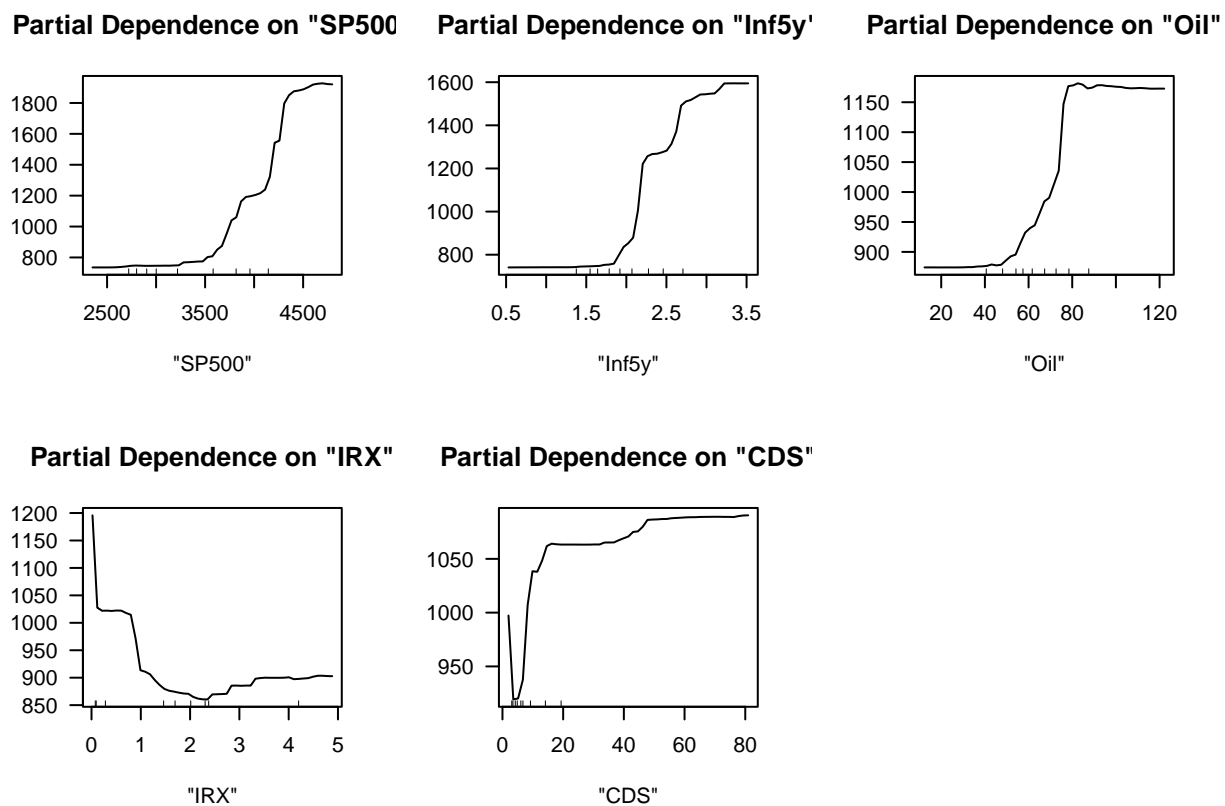 Partial Dependence on "SP500
1800
1600
1400
1200
1000
800
2500 3500 4500
"SP500"
Partial Dependence on "Inf5y"
1600
1400
1200
1000
800
0.5 1.5 2.5 3.5
"Inf5y"
Partial Dependence on "Oil"
1150
1100
1050
1000
950
900
20 40 60 80 120
"Oil"
Partial Dependence on "IRX"
1200
1150
1100
1050
1000
950
900
850
0 1 2 3 4 5
"IRX"
Partial Dependence on "CDS"
1050
1000
950
0 20 40 60 80
"CDS"